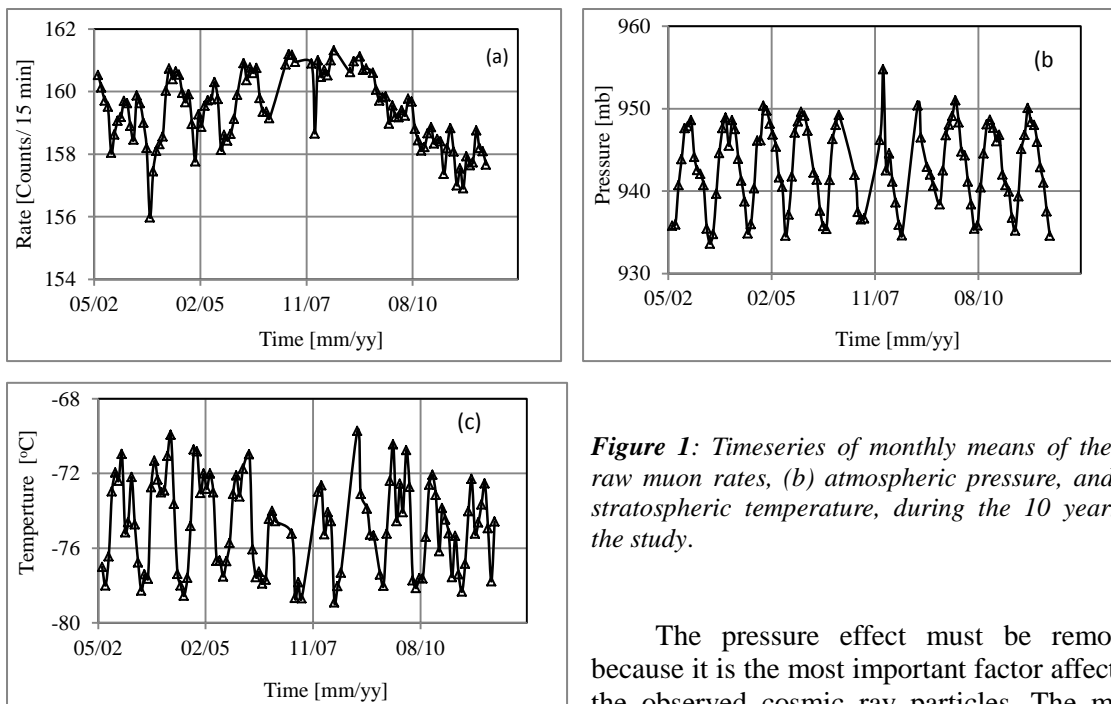 162
160
158
156
154
Rate [Counts/ 15 min]
(a)
05/02
02/05
11/07
08/10
Time [mm/yy]
960
950
940
930
Pressure [mb]
(b)
05/02
02/05
11/07
08/10
Time [mm/yy]
-68
-72
-76
-80
Temperture [°C]
(c)
05/02
02/05
11/07
08/10
Time [mm/yy]
Figure 1: Timeseries of monthly means of the
raw muon rates, (b) atmospheric pressure, and
stratospheric temperature, during the 10 year
the study.
The pressure effect must be remo
because it is the most important factor affect
the observed cosmic ray particles. The m